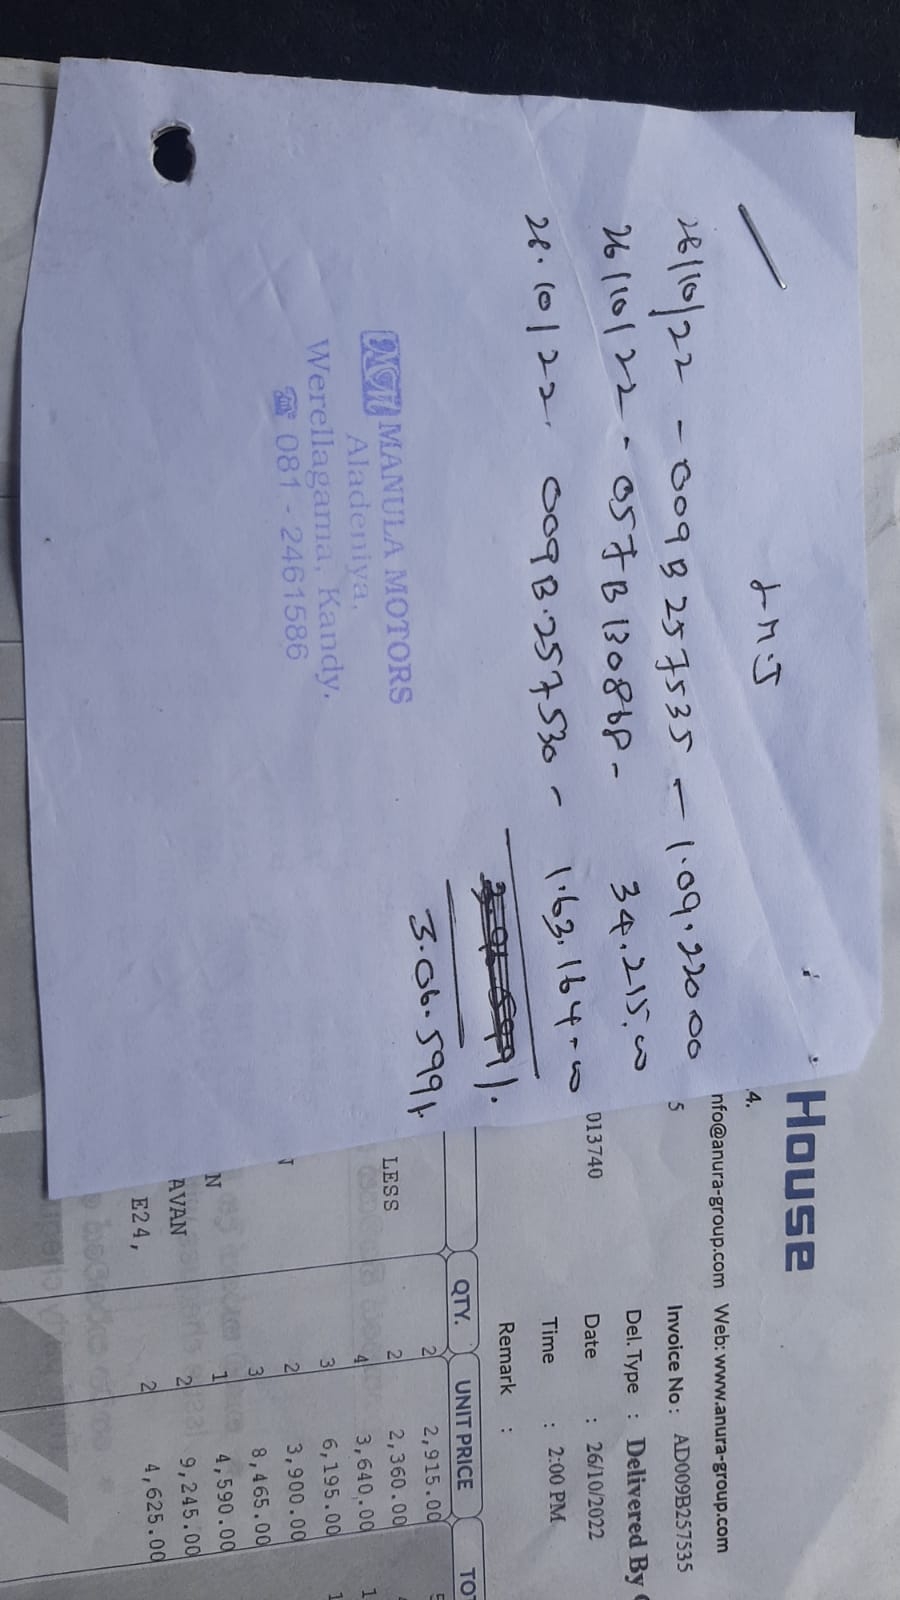 House
4.
nfo@anura-group.com Web: www.anura-group.com
5 Invoice No : AD009B257535
Del. Type : Delivered By
013740 Date : 26/10/2022
Time : 2:00 PM
Remark :
QTY. UNIT PRICE TOT
2 2,915.00
LESS 2 2,360.00
4 3,640.00
3 6,195.00
2 3,900.00
3 8,465.00
N 1 4,590.00
AVAN 2 9,245.00
E24, 2 4,625.00
26/10/22 - 009B257535 - 1.09,220.00
26/10/22 - 057B130868 - 34.215.00
28.10/22. 009B.257530 - 1.63.164.00
3.06.599/.
MANULA MOTORS
Aladeniya,
Werellagama, Kandy.
☎ 081 - 2461586